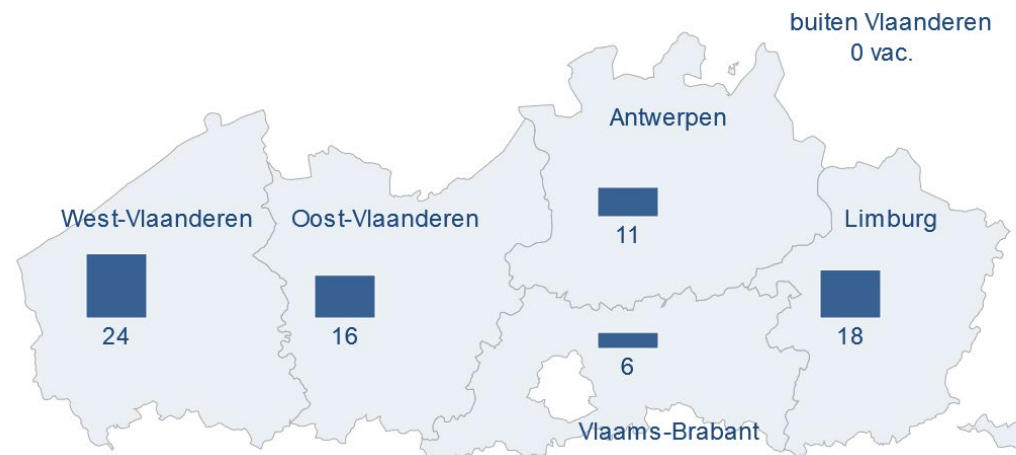 buiten Vlaanderen
0 vac.
Antwerpen
West-Vlaanderen
Oost-Vlaanderen
Limburg
11
24
16
18
6
Vlaams-Brabant